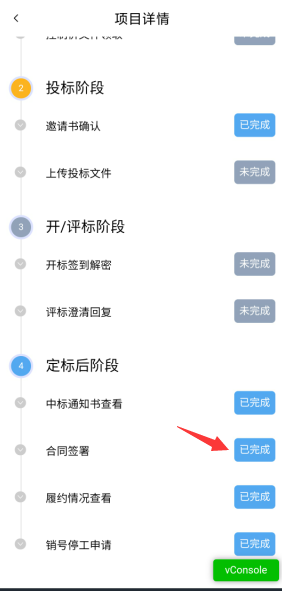 项目详情
2 投标阶段
邀请书确认 已完成
上传投标文件 未完成
3 开/评标阶段
开标签到解密 未完成
评标澄清回复 未完成
4 定标后阶段
中标通知书查看 已完成
合同签署 已完成
履约情况查看 已完成
销号停工申请 已完成
vConsole